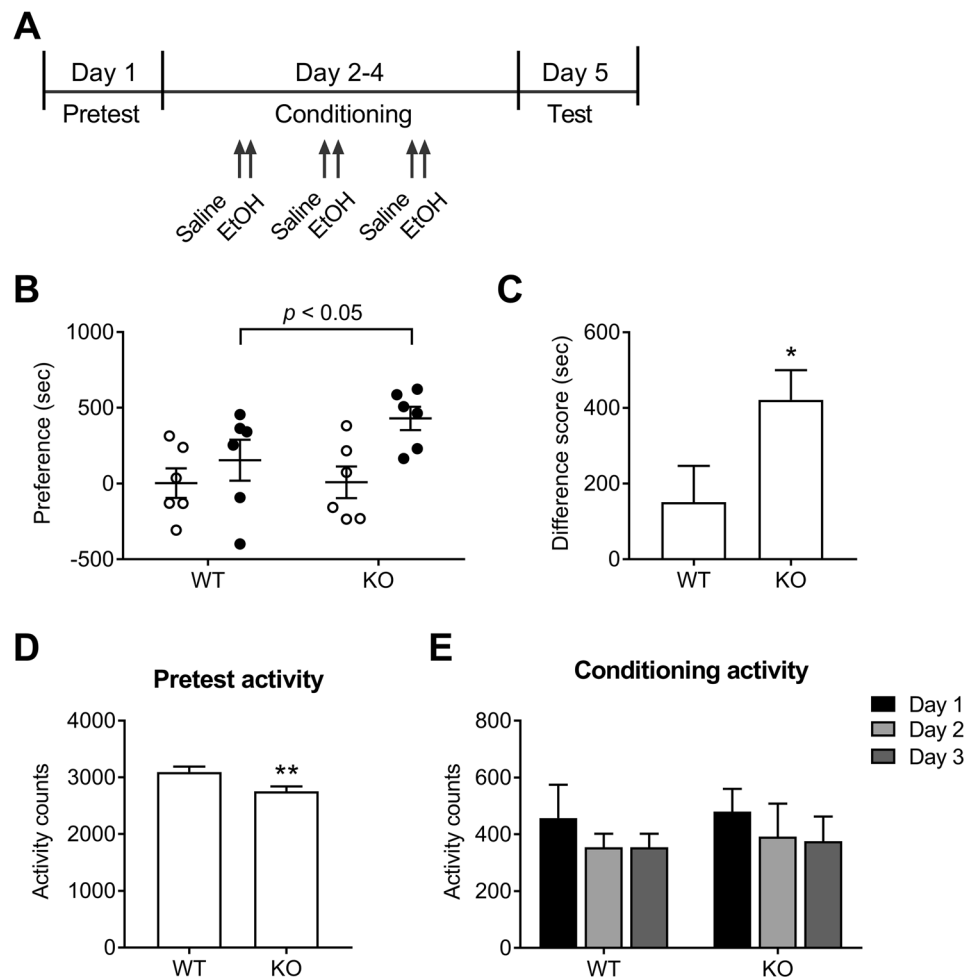 A
Day 1 Day 2-4 Day 5
Pretest Conditioning Test
Saline EtOH Saline EtOH Saline EtOH
B
p < 0.05
Preference (sec)
1000
500
0
-500
WT KO
C
Difference score (sec)
600
*
400
200
0
WT KO
D
Pretest activity
Activity counts
4000
3000
**
2000
1000
0
WT KO
E
Conditioning activity
Day 1
Day 2
Day 3
Activity counts
800
600
400
200
0
WT KO